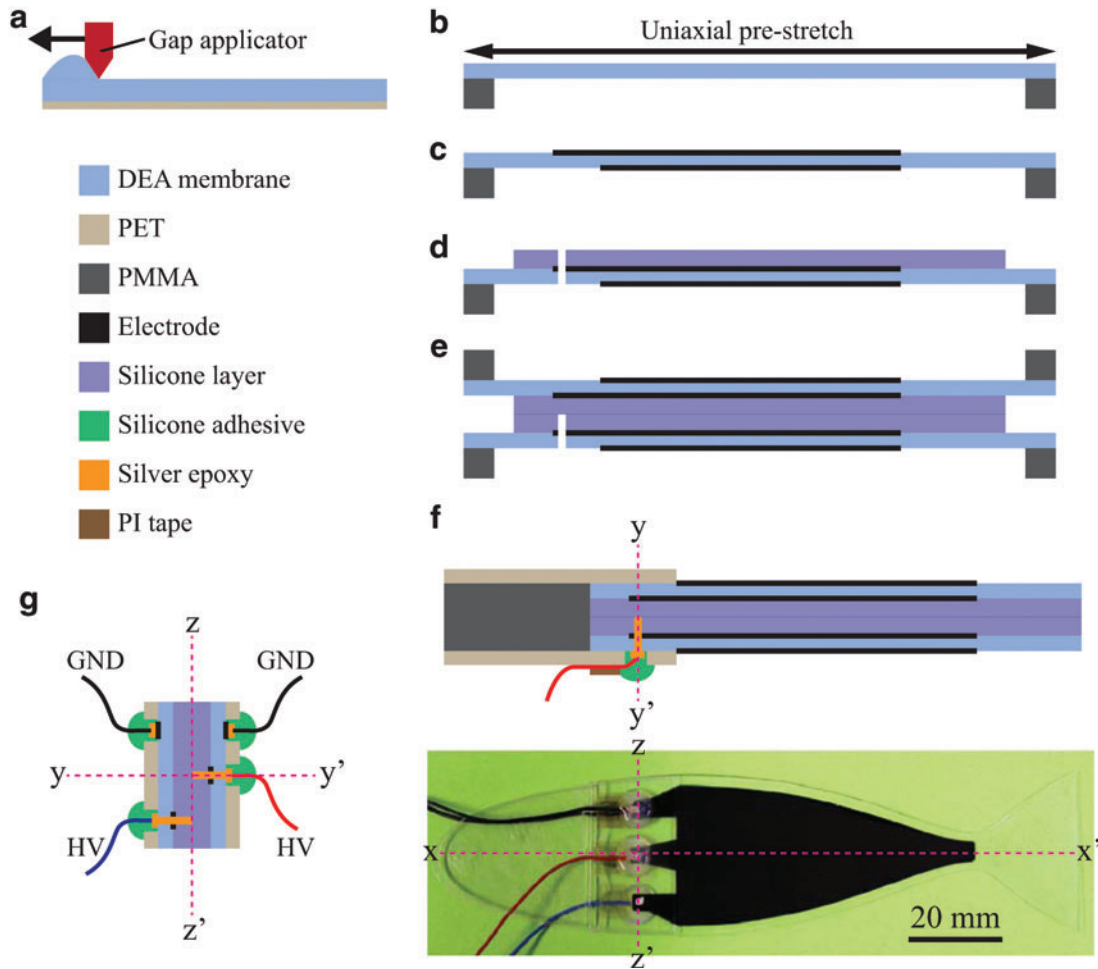 a
Gap applicator
b
Uniaxial pre-stretch
c
d
e
DEA membrane
PET
PMMA
Electrode
Silicone layer
Silicone adhesive
Silver epoxy
PI tape
f
y
y'
g
z
GND
GND
y
y'
HV
HV
z'
z
x
x'
20 mm
z'